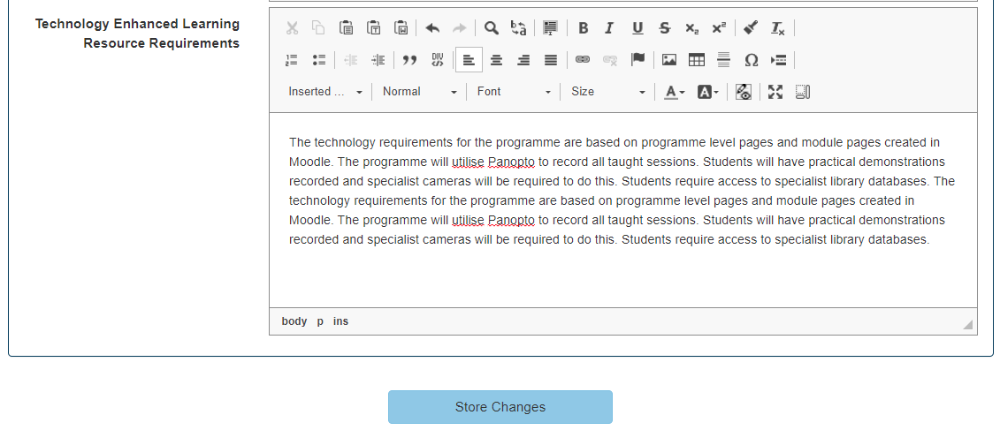 Technology Enhanced Learning
Resource Requirements
B I U S x₂ x² Ix
DIV
Ω
Inserted ... Normal Font Size A A
The technology requirements for the programme are based on programme level pages and module pages created in
Moodle. The programme will utilise Panopto to record all taught sessions. Students will have practical demonstrations
recorded and specialist cameras will be required to do this. Students require access to specialist library databases. The
technology requirements for the programme are based on programme level pages and module pages created in
Moodle. The programme will utilise Panopto to record all taught sessions. Students will have practical demonstrations
recorded and specialist cameras will be required to do this. Students require access to specialist library databases.
body p ins
Store Changes